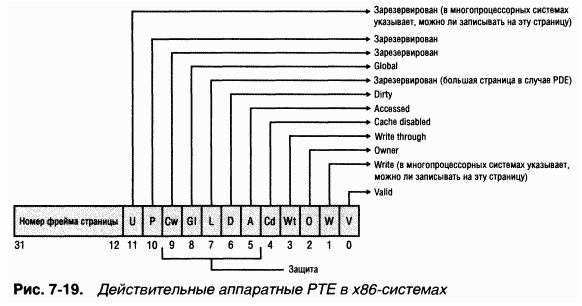 Зарезервирован (в многопроцессорных системах
указывает, можно ли записывать на эту страницу)
Зарезервирован
Зарезервирован
Global
Зарезервирован (большая страница в случае PDE)
Dirty
Accessed
Cache disabled
Write through
Owner
Write (в многопроцессорных системах указывает,
можно ли записывать на эту страницу)
Valid
Номер фрейма страницы U P Cw Gl L D A Cd Wt O W V
31 12 11 10 9 8 7 6 5 4 3 2 1 0
Защита
Рис. 7-19. Действительные аппаратные PTE в x86-системах